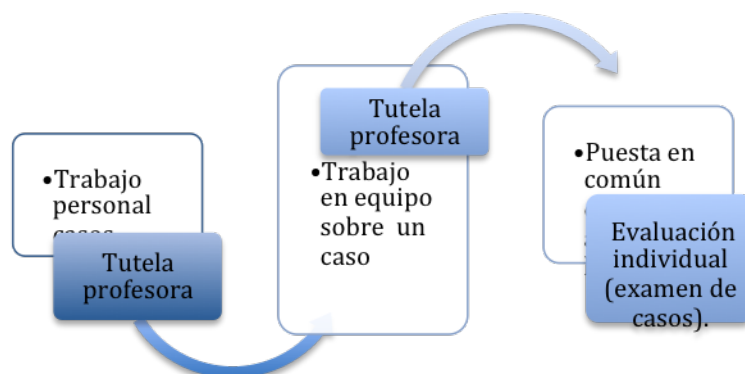 •Trabajo
personal
casos
Tutela
profesora
Tutela
profesora
•Trabajo
en equipo
sobre un
caso
•Puesta en
común
Evaluación
individual
(examen de
casos).